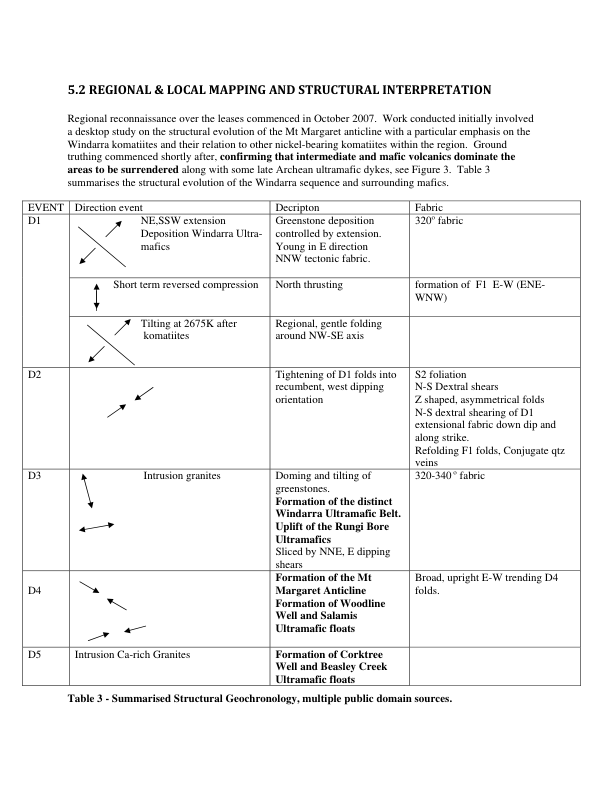 5.2 REGIONAL & LOCAL MAPPING AND STRUCTURAL INTERPRETATION
Regional reconnaissance over the leases commenced in October 2007. Work conducted initially involved
a desktop study on the structural evolution of the Mt Margaret anticline with a particular emphasis on the
Windarra komatiites and their relation to other nickel-bearing komatiites within the region. Ground
truthing commenced shortly after, confirming that intermediate and mafic volcanics dominate the
areas to be surrendered along with some late Archean ultramafic dykes, see Figure 3. Table 3
summarises the structural evolution of the Windarra sequence and surrounding mafics.
EVENT Direction event Decripton Fabric
D1
NE,SSW extension
Deposition Windarra Ultra-
mafics
Greenstone deposition
controlled by extension.
Young in E direction
NNW tectonic fabric.
320º fabric
Short term reversed compression
North thrusting
formation of F1 E-W (ENE-
WNW)
Tilting at 2675K after
komatiites
Regional, gentle folding
around NW-SE axis
D2
Tightening of D1 folds into
recumbent, west dipping
orientation
S2 foliation
N-S Dextral shears
Z shaped, asymmetrical folds
N-S dextral shearing of D1
extensional fabric down dip and
along strike.
Refolding F1 folds, Conjugate qtz
veins
D3
Intrusion granites
Doming and tilting of
greenstones.
Formation of the distinct
Windarra Ultramafic Belt.
Uplift of the Rungi Bore
Ultramafics
Sliced by NNE, E dipping
shears
320-340º fabric
D4
Formation of the Mt
Margaret Anticline
Formation of Woodline
Well and Salamis
Ultramafic floats
Broad, upright E-W trending D4
folds.
D5
Intrusion Ca-rich Granites
Formation of Corktree
Well and Beasley Creek
Ultramafic floats
Table 3 - Summarised Structural Geochronology, multiple public domain sources.